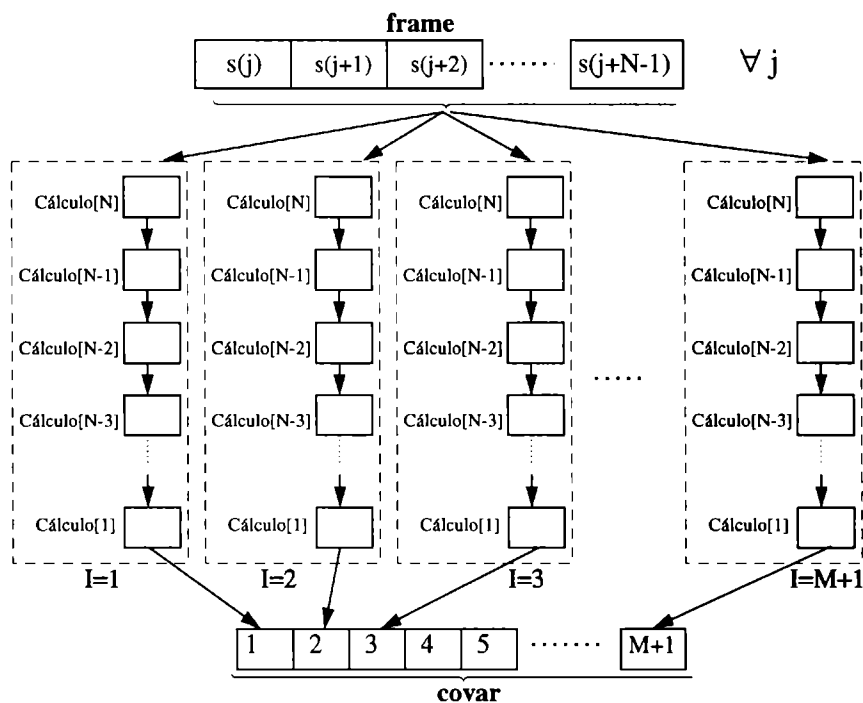 frame
s(j) s(j+1) s(j+2) ······ s(j+N-1) ∀ j
Cálculo[N] Cálculo[N] Cálculo[N] Cálculo[N]
Cálculo[N-1] Cálculo[N-1] Cálculo[N-1] Cálculo[N-1]
Cálculo[N-2] Cálculo[N-2] Cálculo[N-2] Cálculo[N-2]
·····
Cálculo[N-3] Cálculo[N-3] Cálculo[N-3] Cálculo[N-3]
Cálculo[1] Cálculo[1] Cálculo[1] Cálculo[1]
I=1 I=2 I=3 I=M+1
1 2 3 4 5 ······· M+1
covar